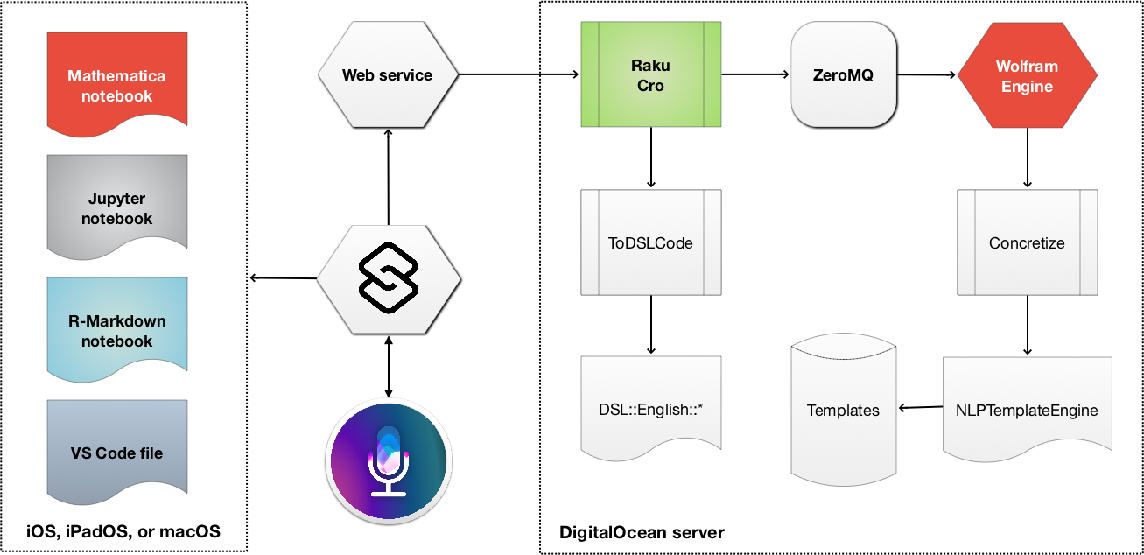 Mathematica
notebook
Jupyter
notebook
R-Markdown
notebook
VS Code file
iOS, iPadOS, or macOS
Web service
Raku
Cro
ZeroMQ
Wolfram
Engine
ToDSLCode
Concretize
DSL::English::*
Templates
NLPTemplateEngine
DigitalOcean server